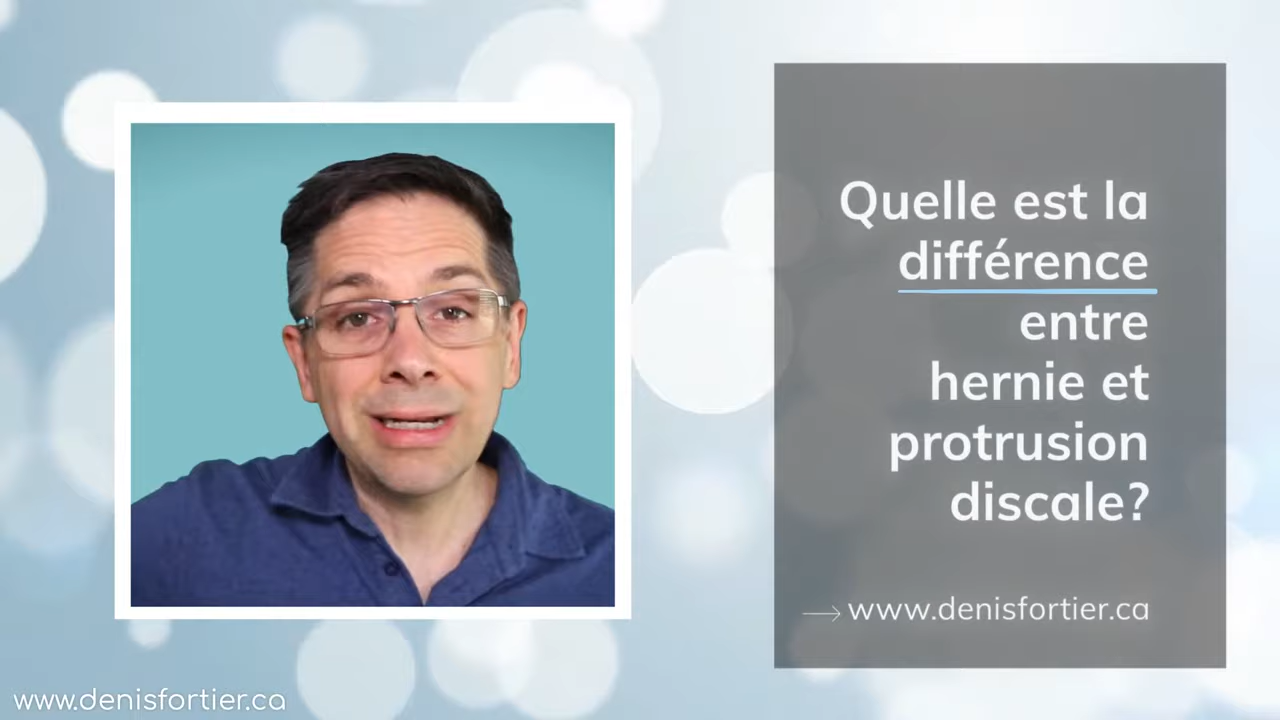 Quelle est la
différence
entre
hernie et
protrusion
discale?
www.denisfortier.ca
www.denisfortier.ca